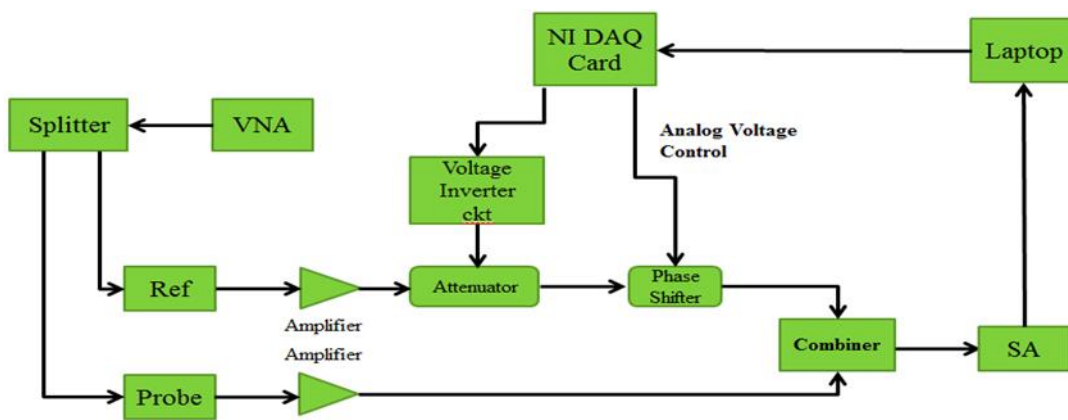 NI DAQ
Card
Laptop
Splitter
VNA
Analog Voltage
Control
Voltage
Inverter
ckt
Ref
Attenuator
Phase
Shifter
Amplifier
Amplifier
Combiner
SA
Probe